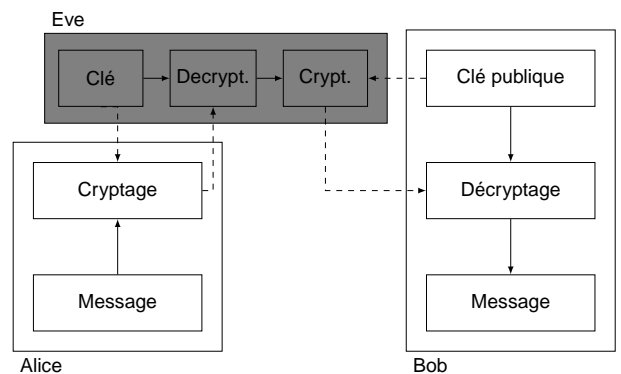 Eve
Clé
Decrypt.
Crypt.
Clé publique
Cryptage
Décryptage
Message
Message
Alice
Bob